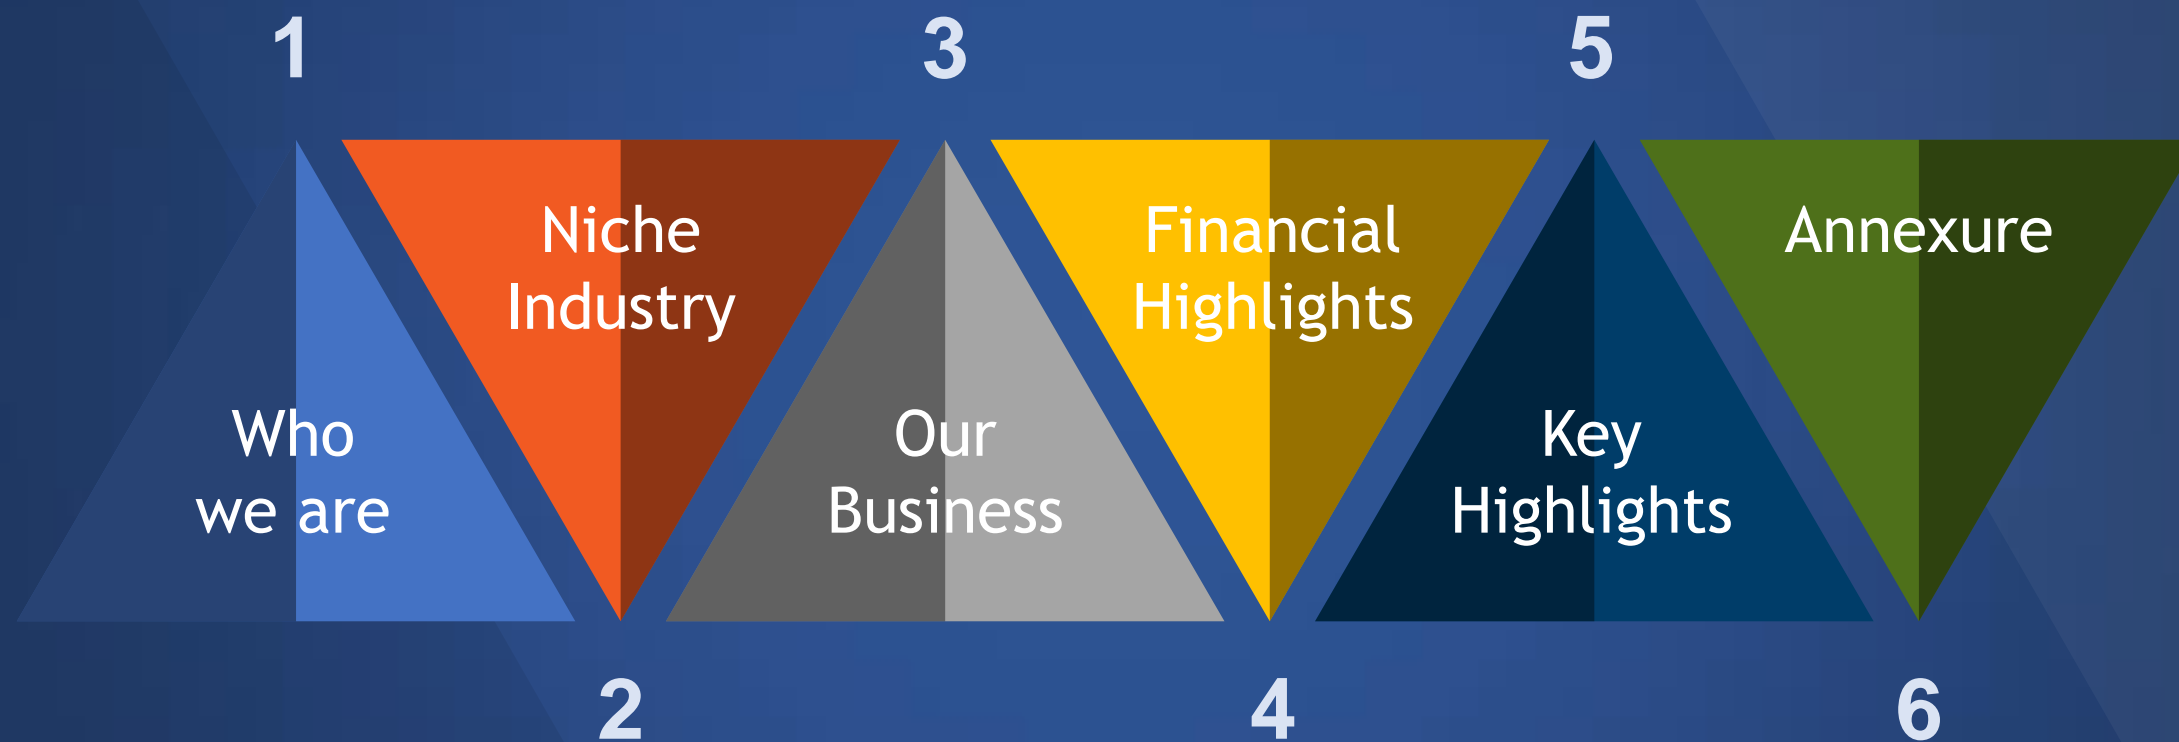 1
Who
we are
2
Niche
Industry
3
Our
Business
4
Financial
Highlights
5
Key
Highlights
6
Annexure